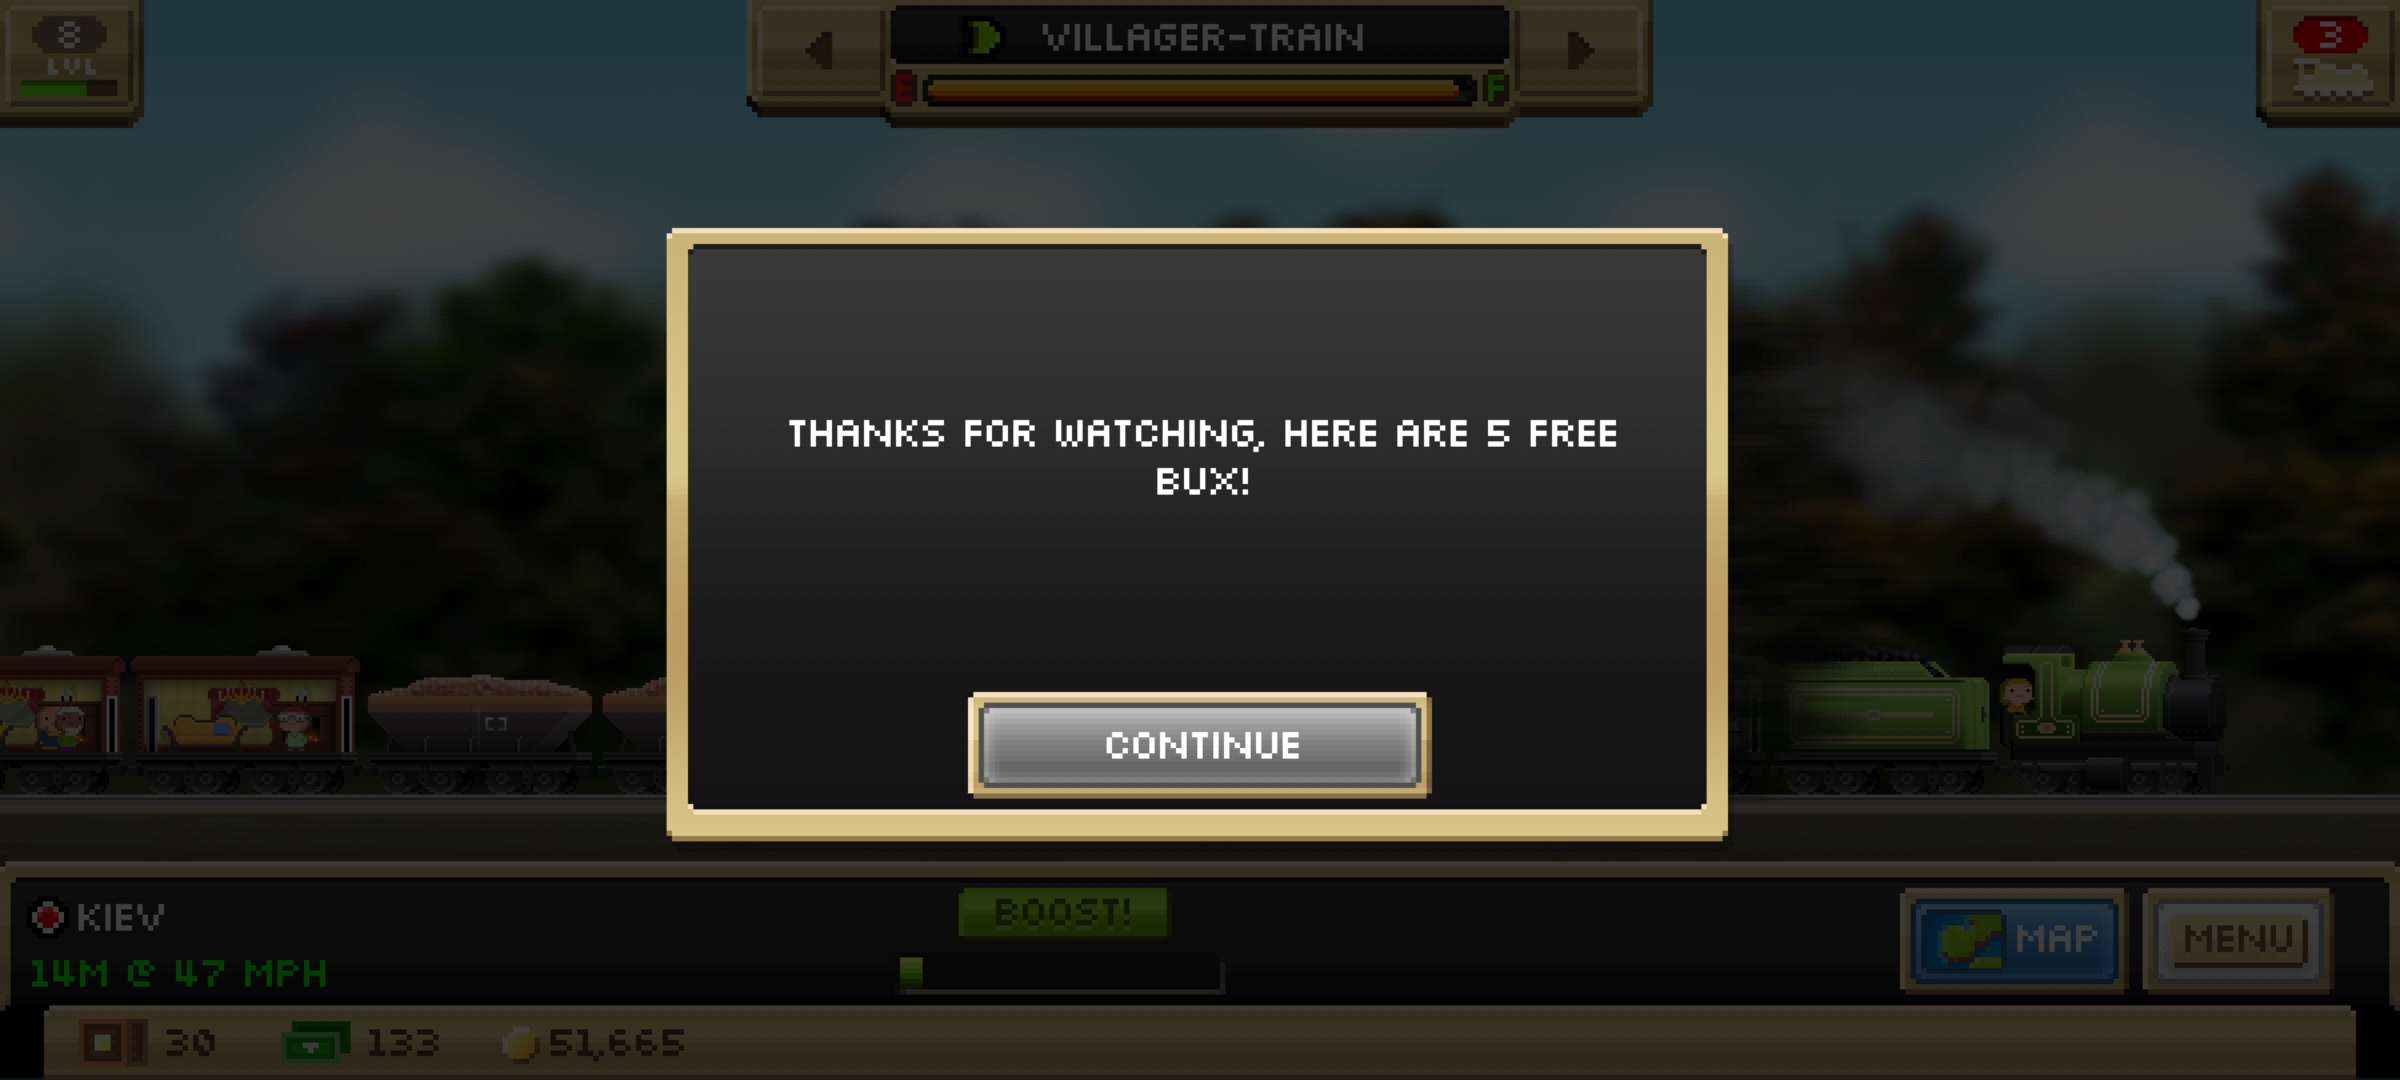 8
LVL
VILLAGER-TRAIN
E F
3
THANKS FOR WATCHING, HERE ARE 5 FREE
BUX!
CONTINUE
KIEV
14M @ 47 MPH
BOOST!
MAP
MENU
30 133 51,665